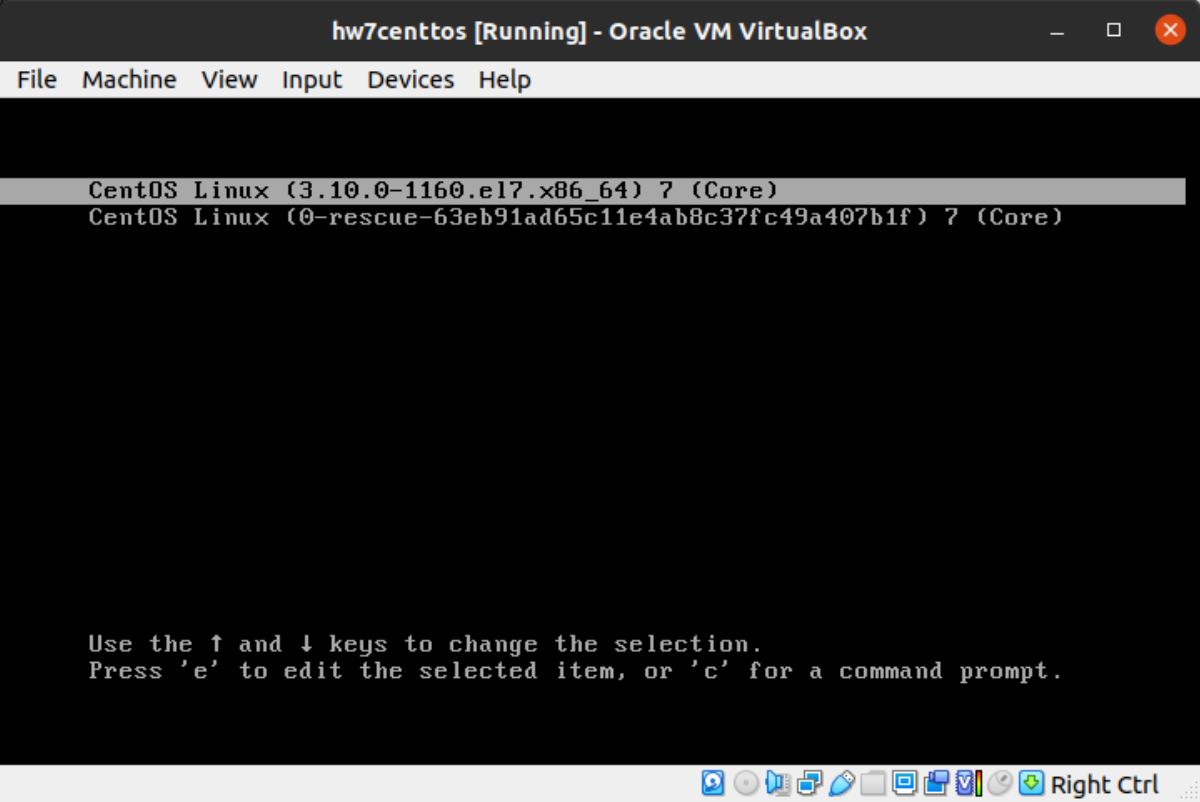 hw7centtos [Running] - Oracle VM VirtualBox
File Machine View Input Devices Help
CentOS Linux (3.10.0-1160.el7.x86_64) 7 (Core)
CentOS Linux (0-rescue-63eb91ad65c11e4ab8c37fc49a407b1f) 7 (Core)
Use the ↑ and ↓ keys to change the selection.
Press 'e' to edit the selected item, or 'c' for a command prompt.
Right Ctrl